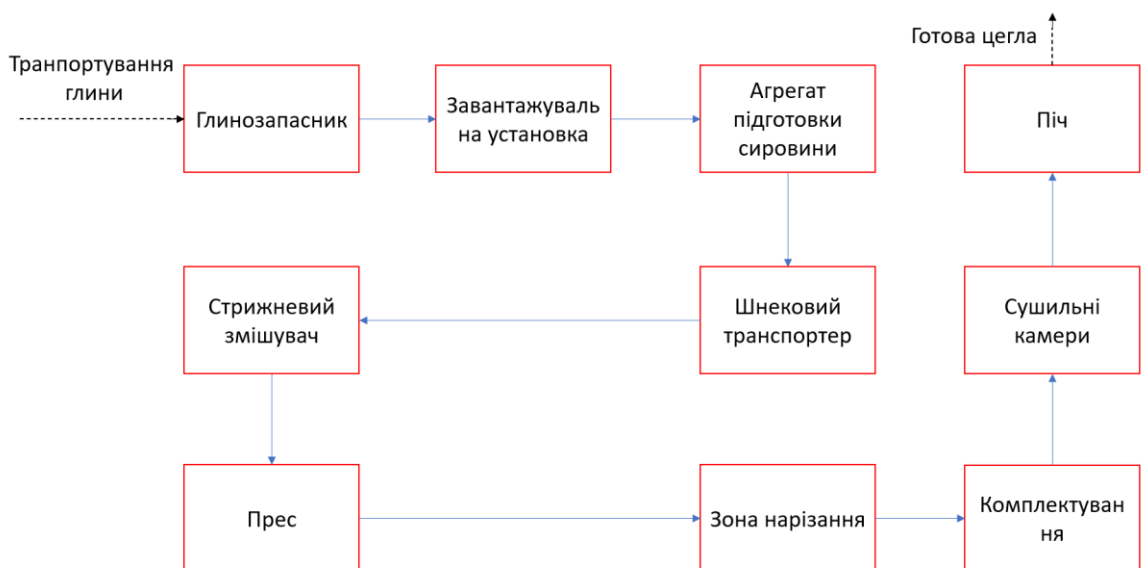 Готова цегла
Транпортування
глини
Глинозапасник
Завантажуваль
на установка
Агрегат
підготовки
сировини
Піч
Стрижневий
змішувач
Шнековий
транспортер
Сушильні
камери
Прес
Зона нарізання
Комплектуван
ня